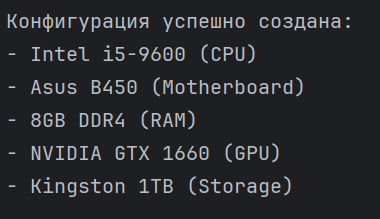 Конфигурация успешно создана:
- Intel i5-9600 (CPU)
- Asus B450 (Motherboard)
- 8GB DDR4 (RAM)
- NVIDIA GTX 1660 (GPU)
- Kingston 1TB (Storage)